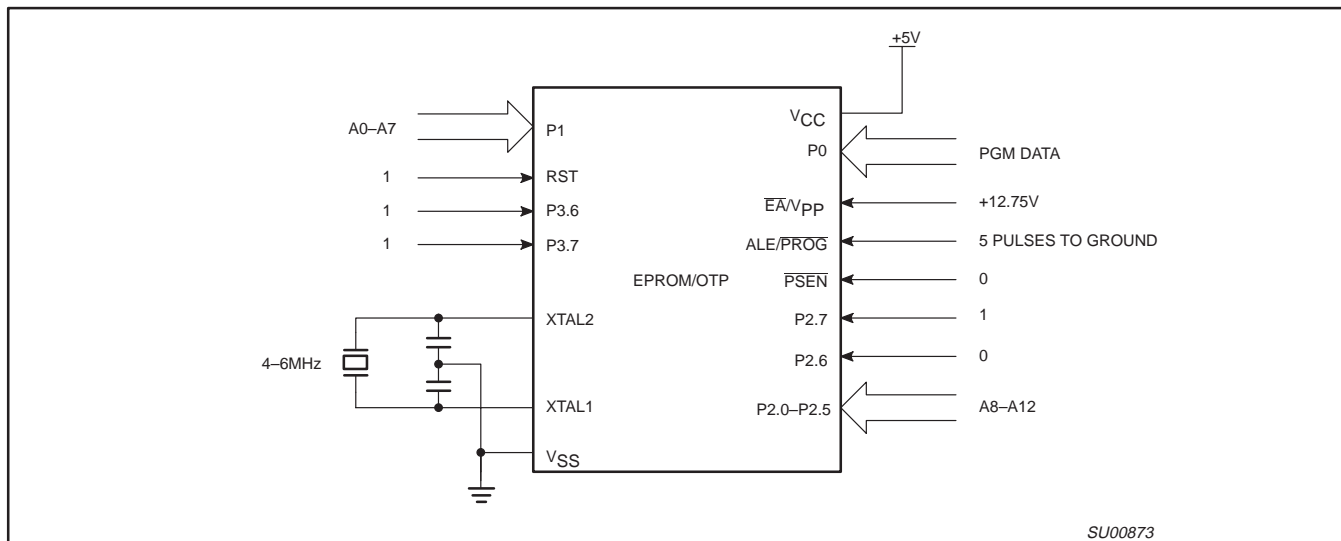 +5V
A0–A7
P1
VCC
P0
PGM DATA
1
RST
1
P3.6
EA/VPP
+12.75V
1
P3.7
ALE/PROG
5 PULSES TO GROUND
EPROM/OTP
PSEN
0
XTAL2
P2.7
1
4–6MHz
P2.6
0
XTAL1
P2.0–P2.5
A8–A12
VSS
SU00873